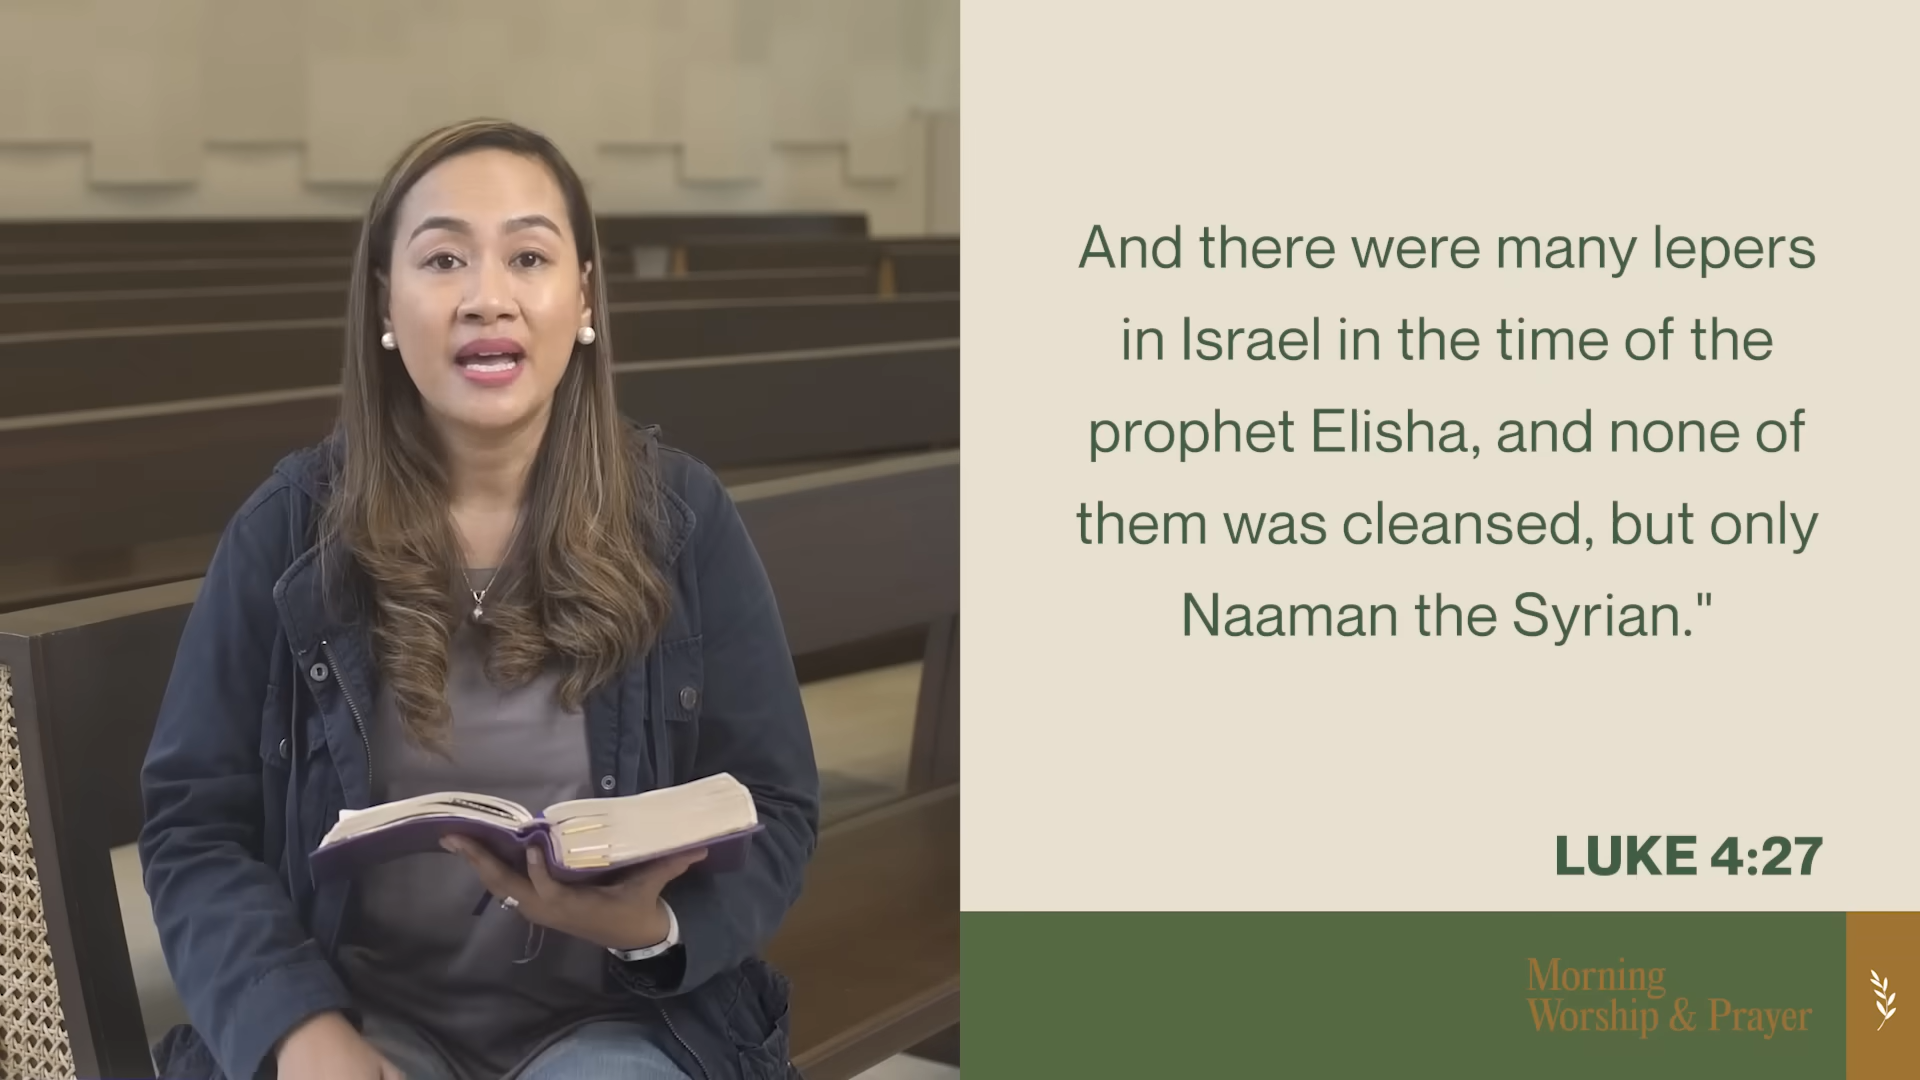 And there were many lepers
in Israel in the time of the
prophet Elisha, and none of
them was cleansed, but only
Naaman the Syrian."
LUKE 4:27
Morning
Worship & Prayer